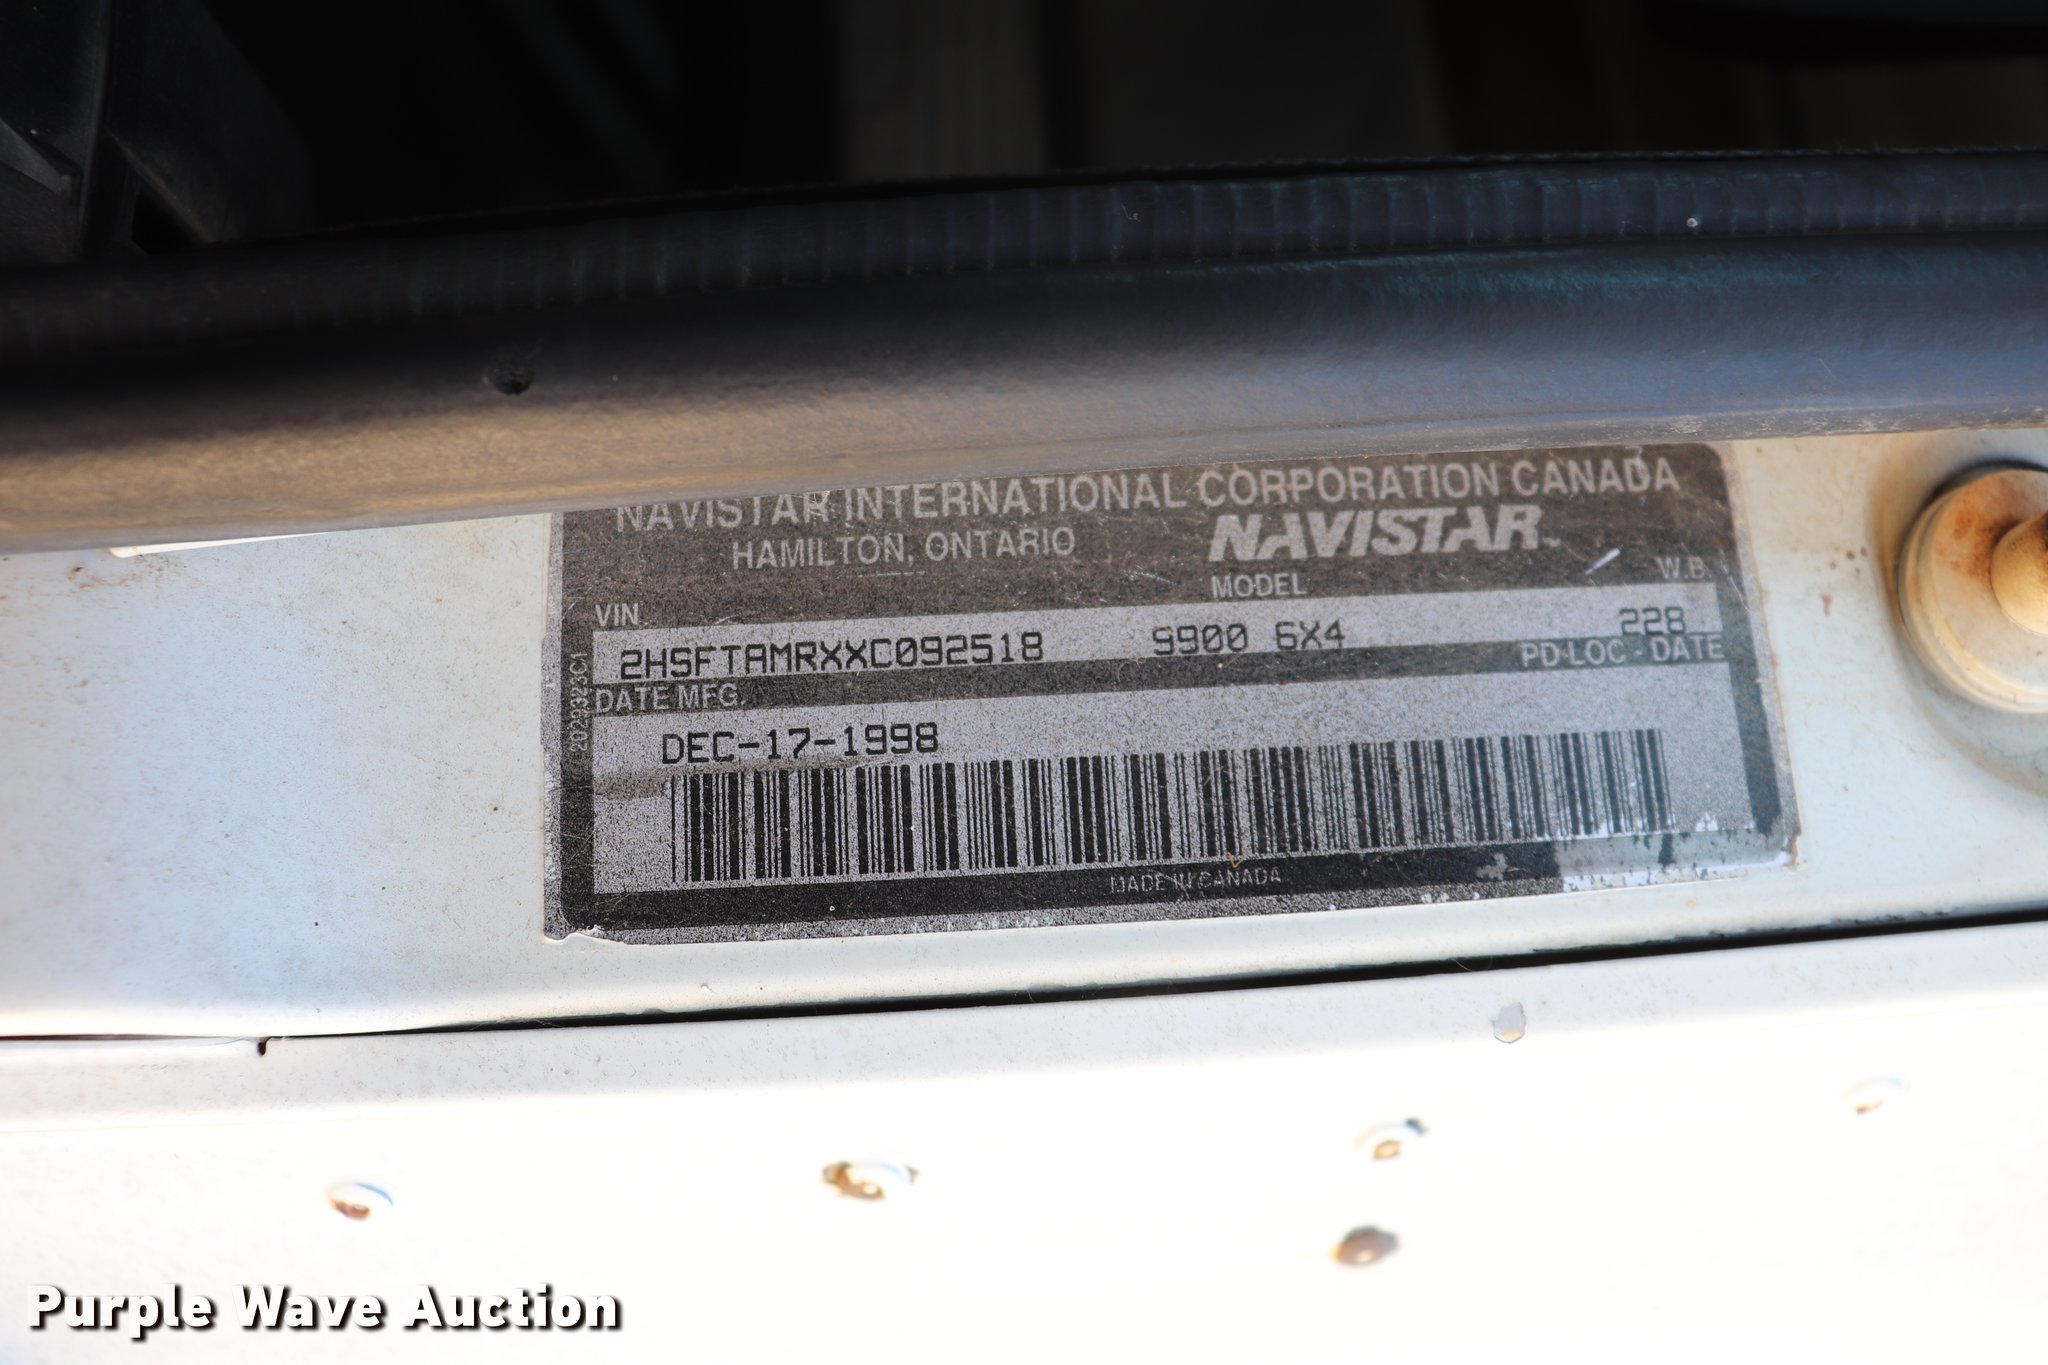 NAVISTAR INTERNATIONAL CORPORATION CANADA
HAMILTON, ONTARIO
NAVISTAR
VIN
MODEL
W.B.
2HSFTAMRXXC092518
9900 6X4
228
DATE MFG.
PD LOC - DATE
DEC-17-1998
MADE IN CANADA
Purple Wave Auction